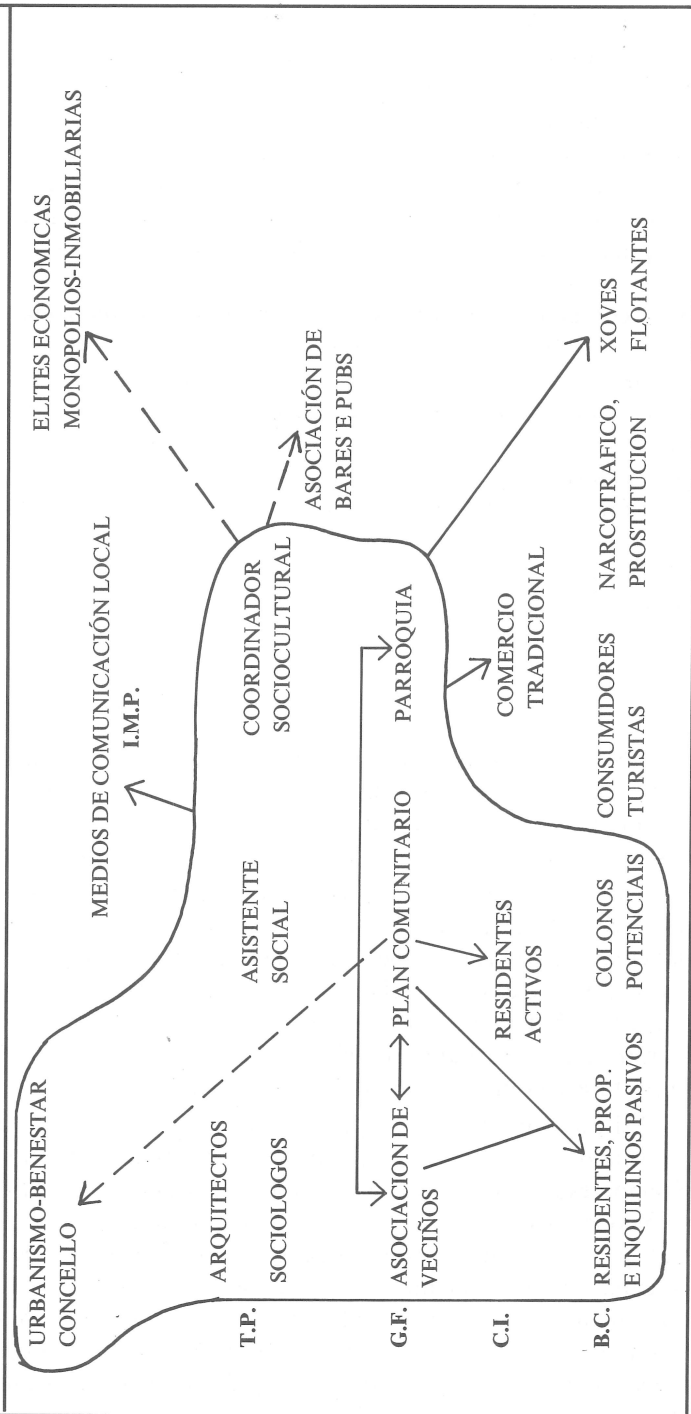 ELITES ECONOMICAS
MONOPOLIOS-INMOBILIARIAS
MEDIOS DE COMUNICACIÓN LOCAL
I.M.P.
URBANISMO-BENESTAR
CONCELLO
ASOCIACIÓN DE
BARES E PUBS
T.P.
ARQUITECTOS
SOCIOLOGOS
ASISTENTE
SOCIAL
COORDINADOR
SOCIOCULTURAL
G.F.
ASOCIACION DE
VECIÑOS
PLAN COMUNITARIO
PARROQUIA
C.I.
RESIDENTES
ACTIVOS
COMERCIO
TRADICIONAL
B.C.
RESIDENTES, PROP.
E INQUILINOS PASIVOS
COLONOS
POTENCIAIS
CONSUMIDORES
TURISTAS
NARCOTRAFICO,
PROSTITUCION
XOVES
FLOTANTES